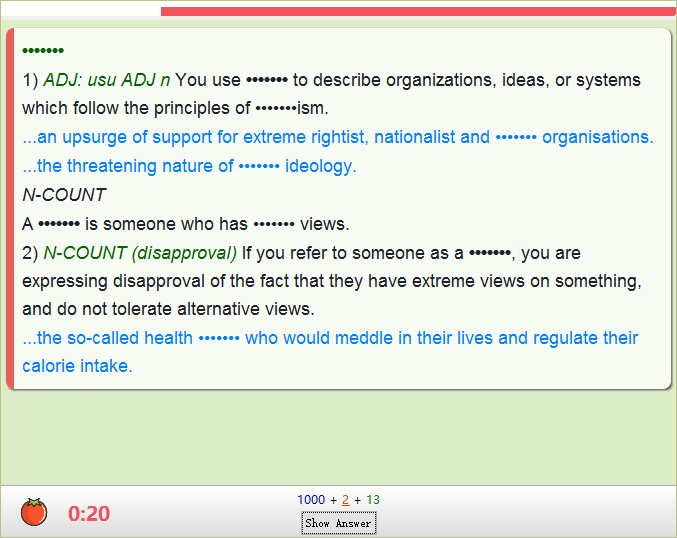 •••••••
1) ADJ: usu ADJ n You use ••••••• to describe organizations, ideas, or systems
which follow the principles of •••••••ism.
...an upsurge of support for extreme rightist, nationalist and ••••••• organisations.
...the threatening nature of ••••••• ideology.
N-COUNT
A ••••••• is someone who has ••••••• views.
2) N-COUNT (disapproval) If you refer to someone as a •••••••, you are
expressing disapproval of the fact that they have extreme views on something,
and do not tolerate alternative views.
...the so-called health ••••••• who would meddle in their lives and regulate their
calorie intake.
0:20
1000 + 2 + 13
Show Answer